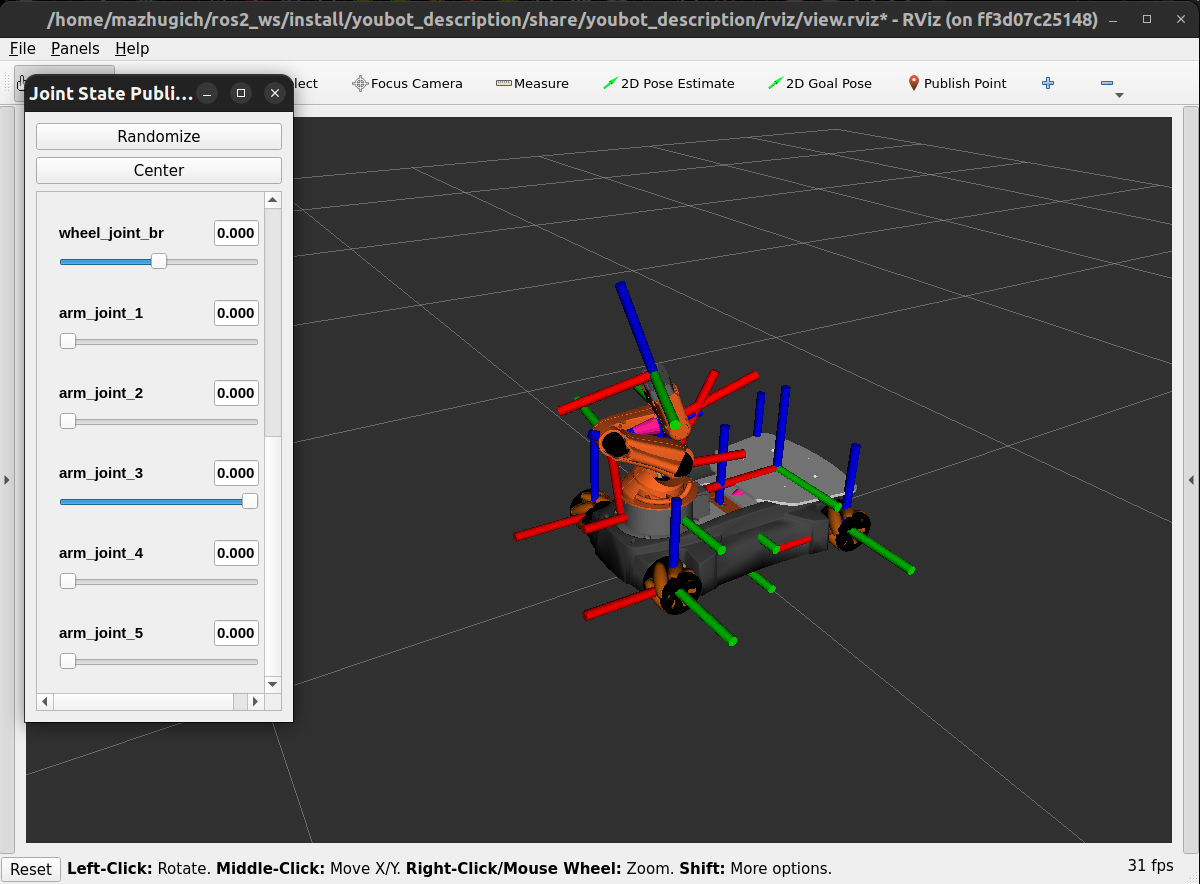 /home/mazhugich/ros2_ws/install/youbot_description/share/youbot_description/rviz/view.rviz* - RViz (on ff3d07c25148)
File Panels Help
lect Focus Camera Measure 2D Pose Estimate 2D Goal Pose Publish Point
Joint State Publi...
Randomize
Center
wheel_joint_br 0.000
arm_joint_1 0.000
arm_joint_2 0.000
arm_joint_3 0.000
arm_joint_4 0.000
arm_joint_5 0.000
Reset Left-Click: Rotate. Middle-Click: Move X/Y. Right-Click/Mouse Wheel: Zoom. Shift: More options. 31 fps